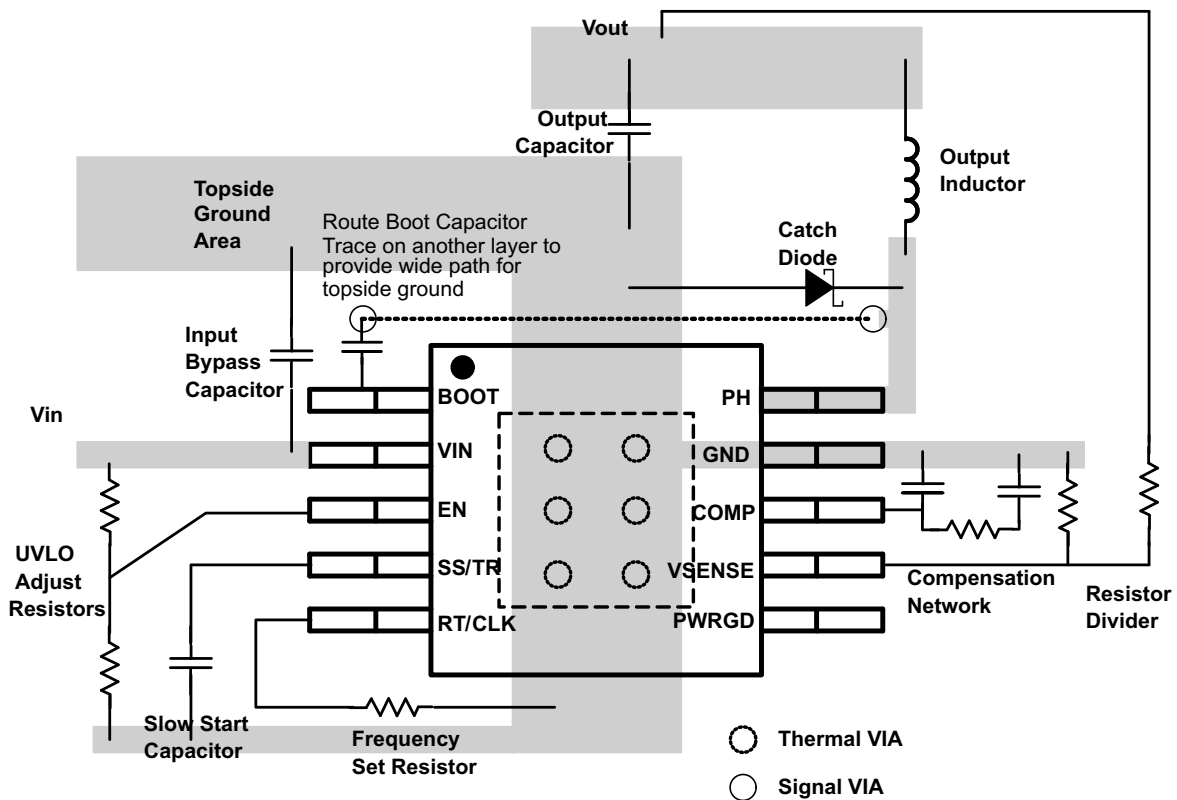 Vout
Output
Capacitor
Output
Inductor
Topside
Ground
Area
Route Boot Capacitor
Trace on another layer to
provide wide path for
topside ground
Catch
Diode
Input
Bypass
Capacitor
Vin
BOOT
VIN
EN
SS/TR
RT/CLK
PH
GND
COMP
VSENSE
PWRGD
UVLO
Adjust
Resistors
Compensation
Network
Resistor
Divider
Slow Start
Capacitor
Frequency
Set Resistor
Thermal VIA
Signal VIA